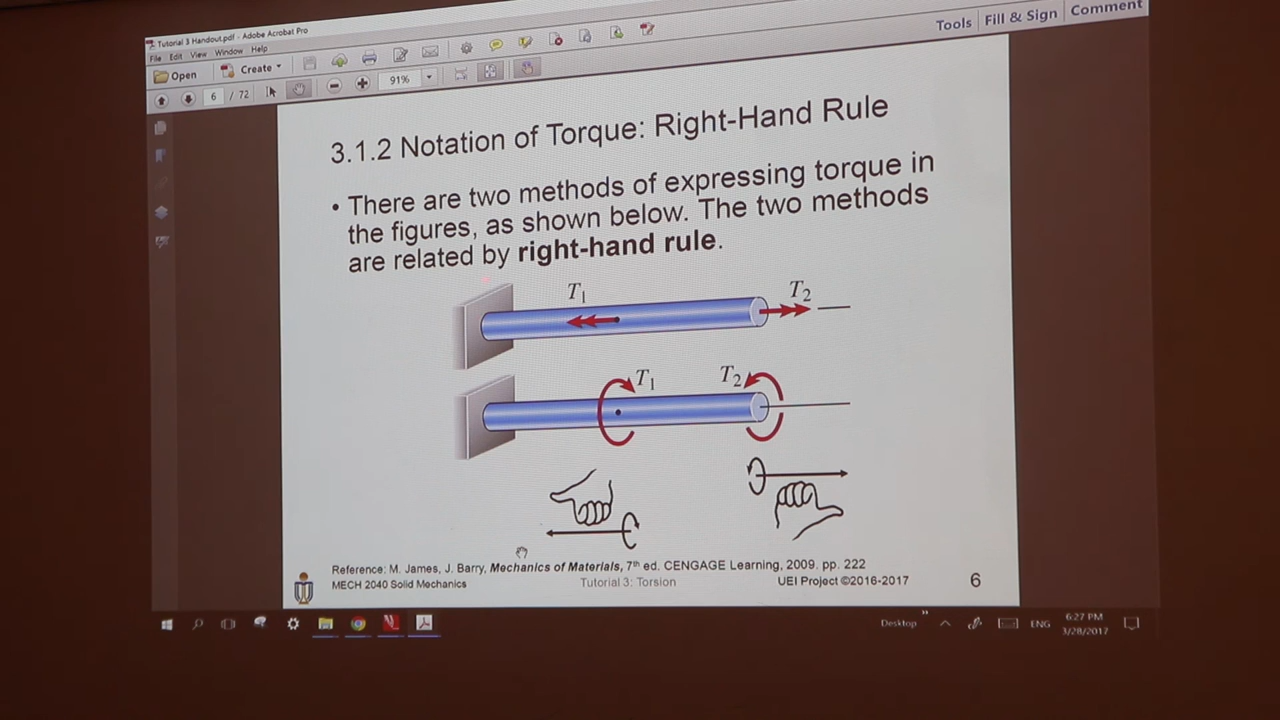 Tutorial 3 Handout.pdf - Adobe Acrobat Pro
File Edit View Window Help
Open Create Tools Fill & Sign Comment
6 / 72 91%
3.1.2 Notation of Torque: Right-Hand Rule
• There are two methods of expressing torque in
the figures, as shown below. The two methods
are related by right-hand rule.
T1 T2
T1 T2
Reference: M. James, J. Barry, Mechanics of Materials, 7th ed. CENGAGE Learning, 2009. pp. 222
MECH 2040 Solid Mechanics Tutorial 3: Torsion UEI Project ©2016-2017 6
Desktop » ENG 6:27 PM
3/28/2017